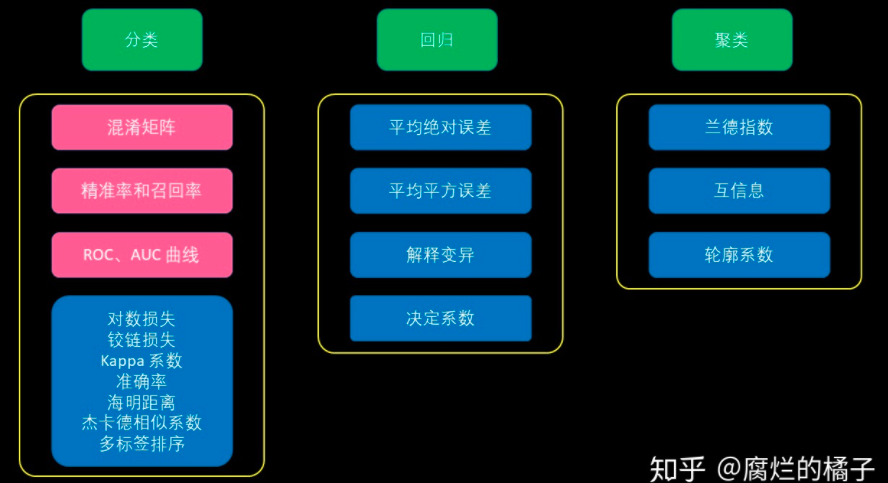 分类
混淆矩阵
精准率和召回率
ROC、AUC 曲线
对数损失
铰链损失
Kappa 系数
准确率
海明距离
杰卡德相似系数
多标签排序
回归
平均绝对误差
平均平方误差
解释变异
决定系数
聚类
兰德指数
互信息
轮廓系数
知乎 @腐烂的橘子